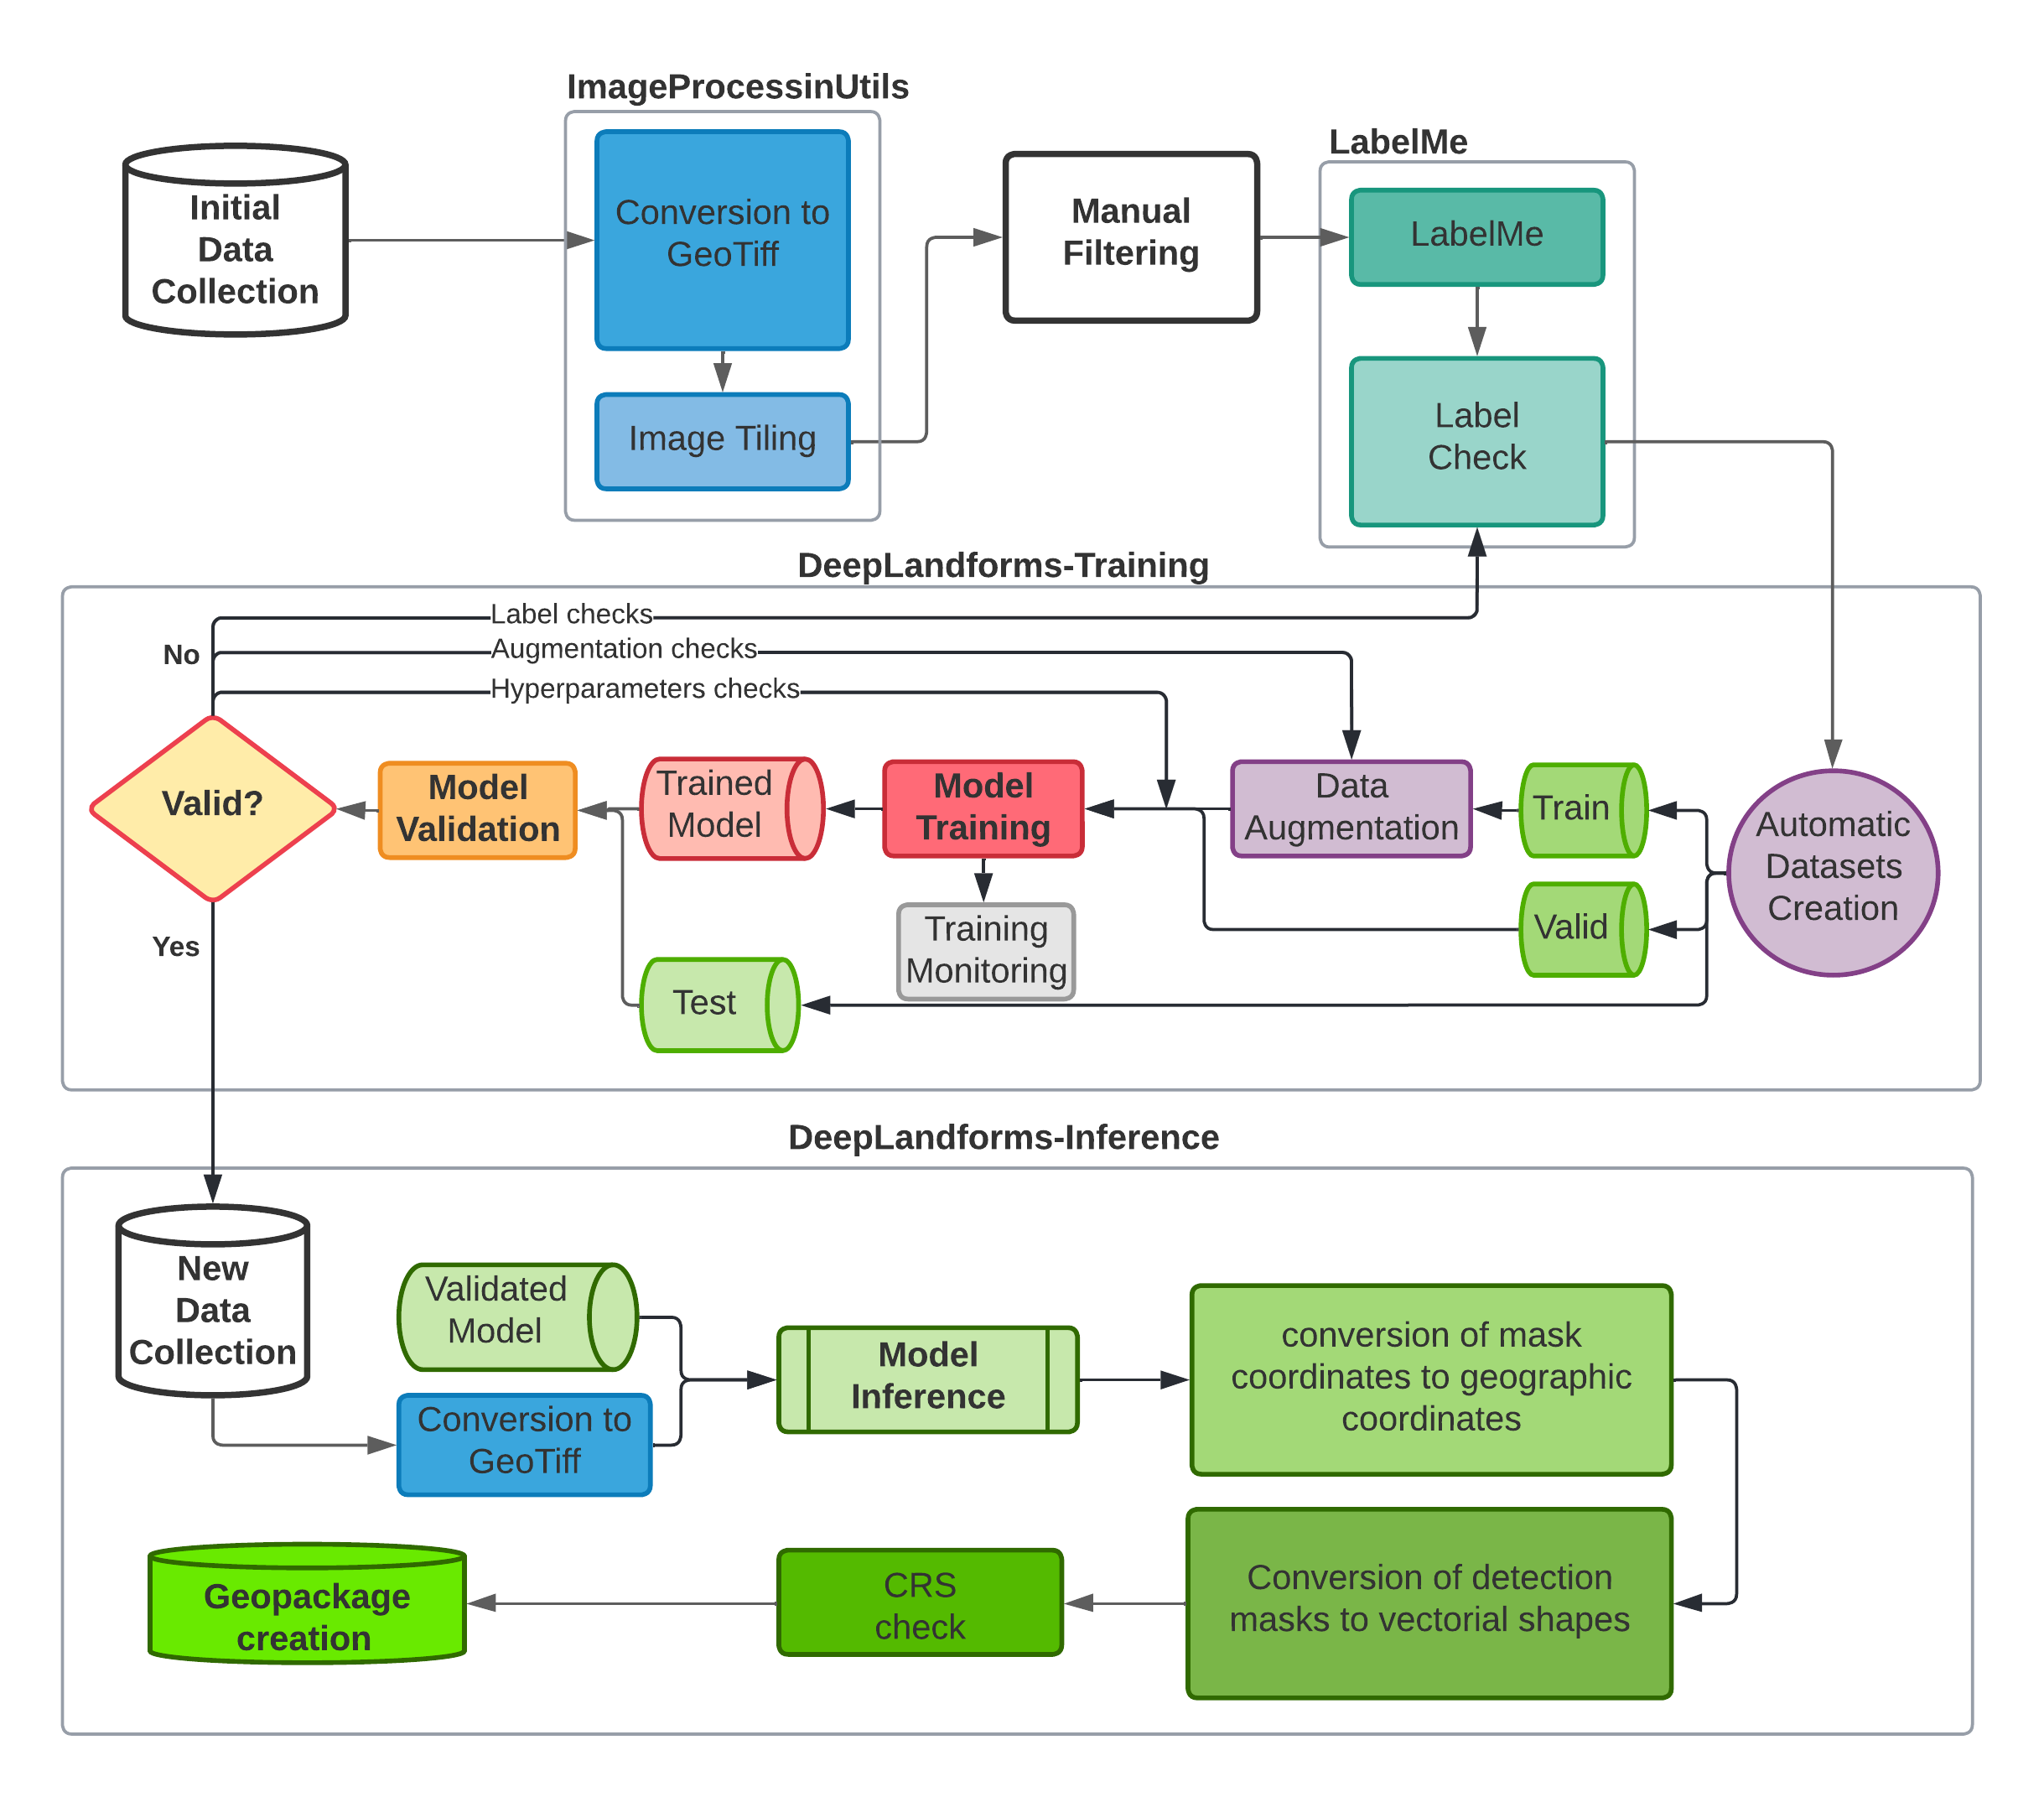 ImageProcessinUtils
Initial
Data
Collection
Conversion to
GeoTiff
Image Tiling
Manual
Filtering
LabelMe
LabelMe
Label
Check
DeepLandforms-Training
Label checks
No
Augmentation checks
Hyperparameters checks
Valid?
Model
Validation
Trained
Model
Model
Training
Data
Augmentation
Train
Automatic
Datasets
Creation
Training
Monitoring
Valid
Yes
Test
DeepLandforms-Inference
New
Data
Collection
Validated
Model
Conversion to
GeoTiff
Model
Inference
conversion of mask
coordinates to geographic
coordinates
Conversion of detection
masks to vectorial shapes
CRS
check
Geopackage
creation